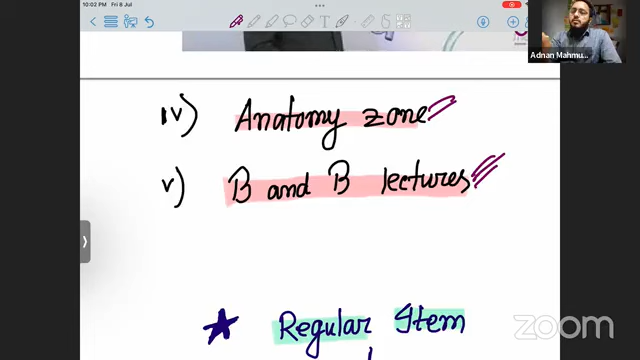 10:02 PM Fri 8 Jul
Adnan Mahmu...
iv) Anatomy zone
v) B and B lectures
Regular Item
zoom